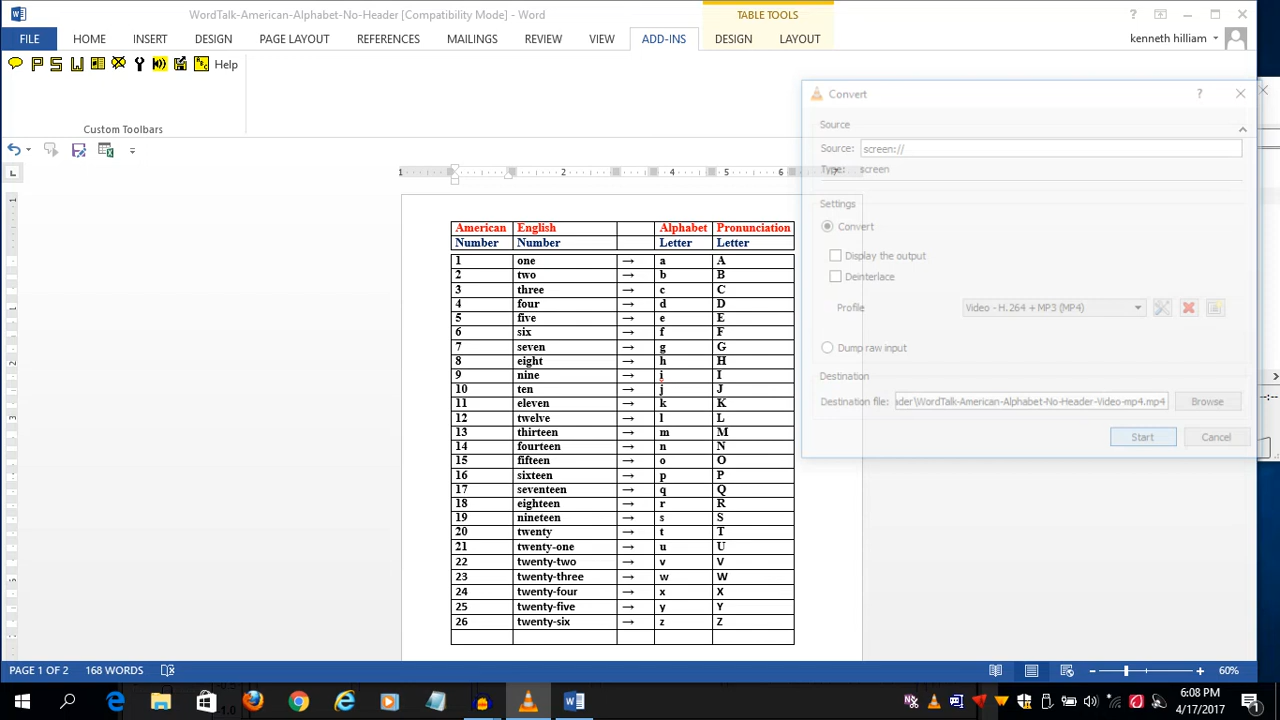 WordTalk-American-Alphabet-No-Header [Compatibility Mode] - Word
TABLE TOOLS
FILE HOME INSERT DESIGN PAGE LAYOUT REFERENCES MAILINGS REVIEW VIEW ADD-INS DESIGN LAYOUT kenneth hilliam
Help
Custom Toolbars
Convert
Source
Source: screen://
Type: screen
Settings
Convert
Display the output
Deinterlace
Profile Video - H.264 + MP3 (MP4)
Dump raw input
Destination
Destination file: ader\WordTalk-American-Alphabet-No-Header-Video-mp4.mp4 Browse
Start Cancel
1 1 2 4 5 6
American English Alphabet Pronunciation
Number Number Letter Letter
1 one → a A
2 two → b B
3 three → c C
4 four → d D
5 five → e E
6 six → f F
7 seven → g G
8 eight → h H
9 nine → i I
10 ten → j J
11 eleven → k K
12 twelve → l L
13 thirteen → m M
14 fourteen → n N
15 fifteen → o O
16 sixteen → p P
17 seventeen → q Q
18 eighteen → r R
19 nineteen → s S
20 twenty → t T
21 twenty-one → u U
22 twenty-two → v V
23 twenty-three → w W
24 twenty-four → x X
25 twenty-five → y Y
26 twenty-six → z Z
PAGE 1 OF 2 168 WORDS 60%
6:08 PM
4/17/2017